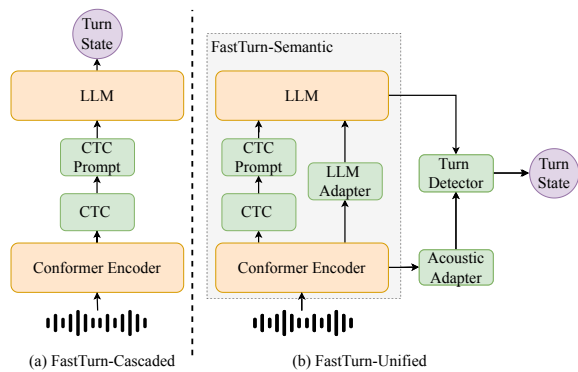 Turn
State
LLM
CTC
Prompt
CTC
Conformer Encoder
(a) FastTurn-Cascaded
FastTurn-Semantic
LLM
CTC
Prompt
LLM
Adapter
CTC
Conformer Encoder
Turn
Detector
Turn
State
Acoustic
Adapter
(b) FastTurn-Unified